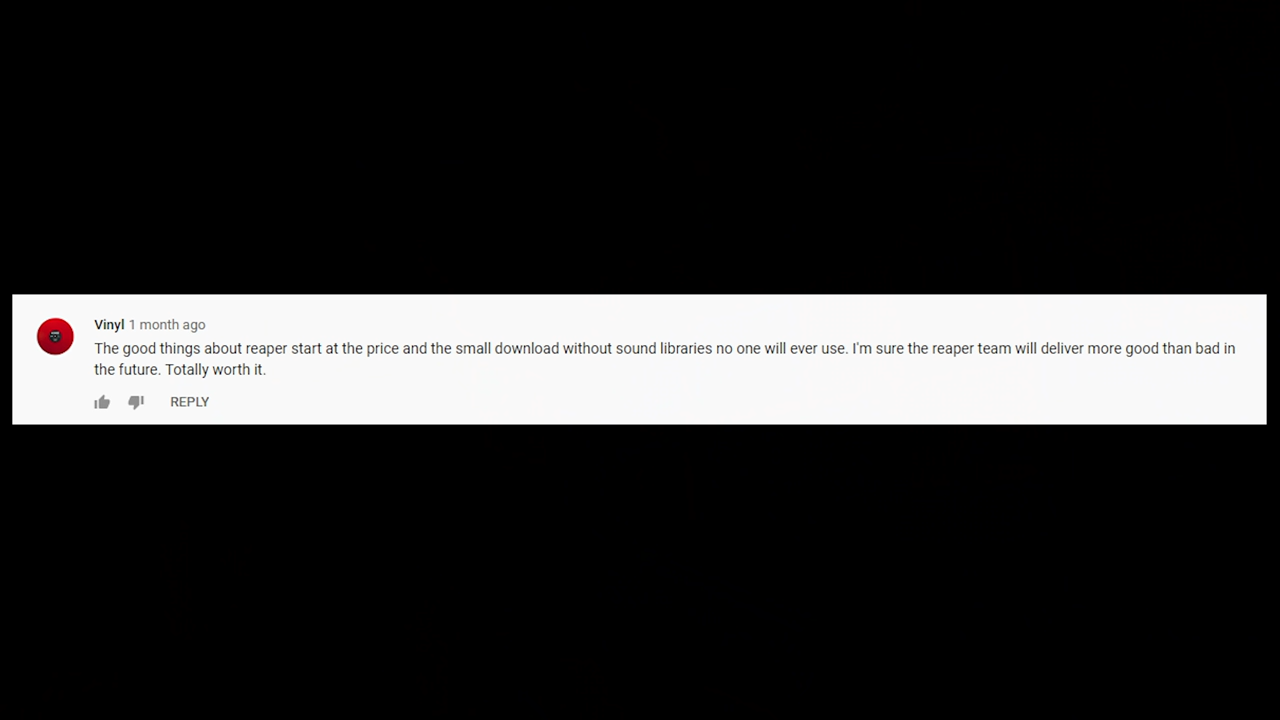 Vinyl 1 month ago
The good things about reaper start at the price and the small download without sound libraries no one will ever use. I'm sure the reaper team will deliver more good than bad in
the future. Totally worth it.
REPLY